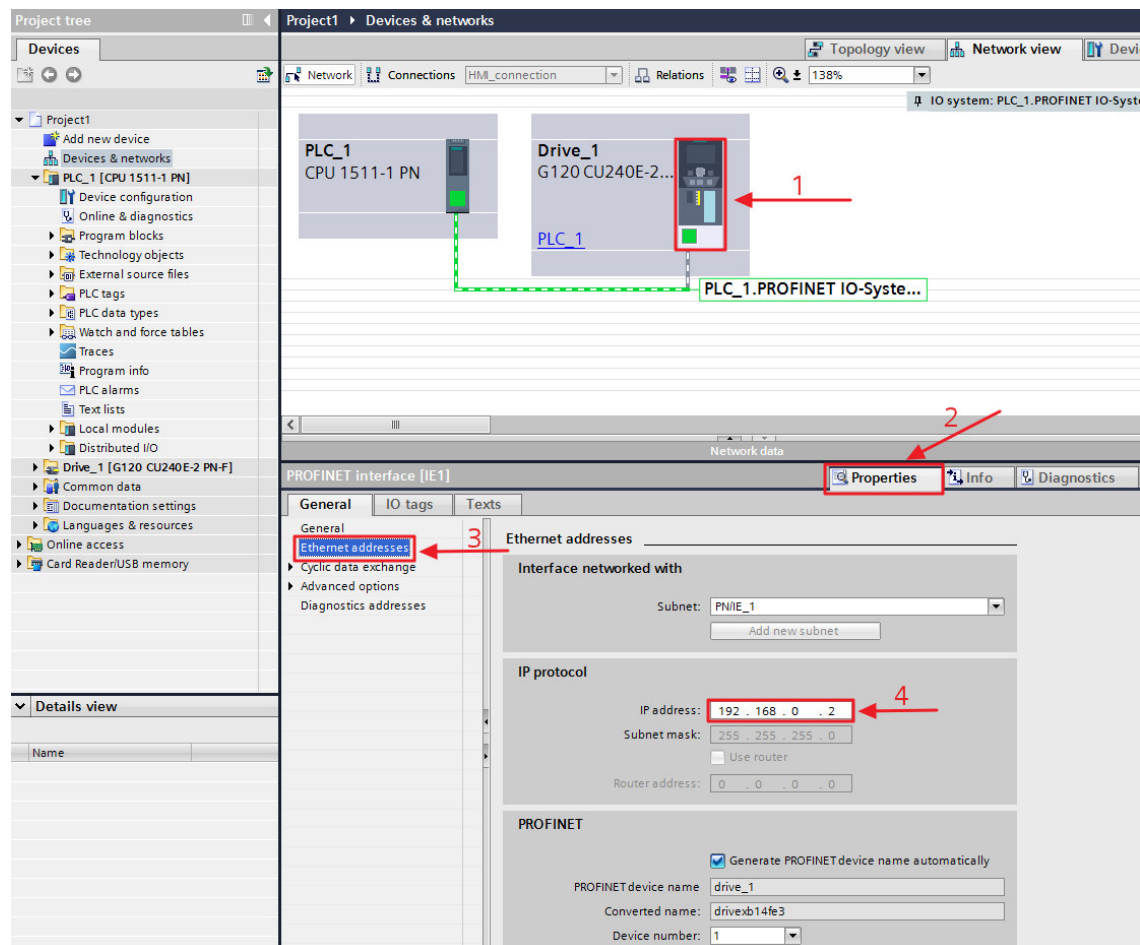 Project tree
Devices
Project1
Add new device
Devices & networks
PLC_1 [CPU 1511-1 PN]
Device configuration
Online & diagnostics
Program blocks
Technology objects
External source files
PLC tags
PLC data types
Watch and force tables
Traces
Program info
PLC alarms
Text lists
Local modules
Distributed I/O
Drive_1 [G120 CU240E-2 PN-F]
Common data
Documentation settings
Languages & resources
Online access
Card Reader/USB memory
Details view
Name
Project1 Devices & networks
Topology view Network view Devi
Network Connections HMI_connection Relations 138%
IO system: PLC_1.PROFINET IO-Syste
PLC_1
CPU 1511-1 PN
Drive_1
G120 CU240E-2...
PLC_1
1
PLC_1.PROFINET IO-Syste...
2
Network data
PROFINET interface [IE1]
Properties Info Diagnostics
General IO tags Texts
General
Ethernet addresses
3
Cyclic data exchange
Advanced options
Diagnostics addresses
Ethernet addresses
Interface networked with
Subnet: PN/IE_1
Add new subnet
IP protocol
IP address: 192 . 168 . 0 . 2
4
Subnet mask: 255 . 255 . 255 . 0
Use router
Router address: 0 . 0 . 0 . 0
PROFINET
Generate PROFINET device name automatically
PROFINET device name drive_1
Converted name: drivexb14fe3
Device number: 1